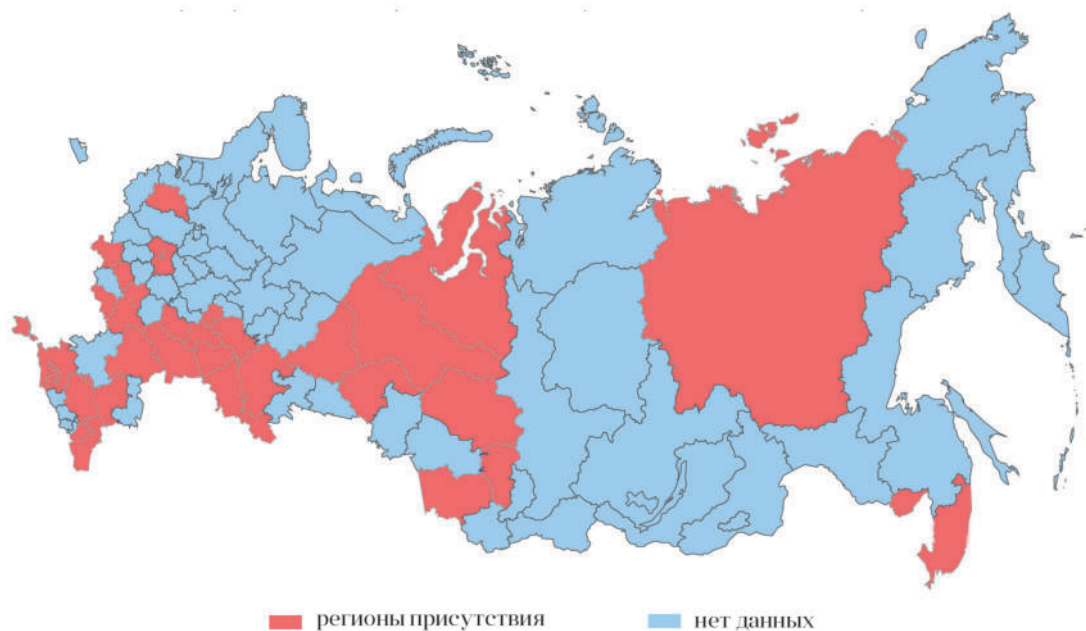 регионы присутствия
нет данных